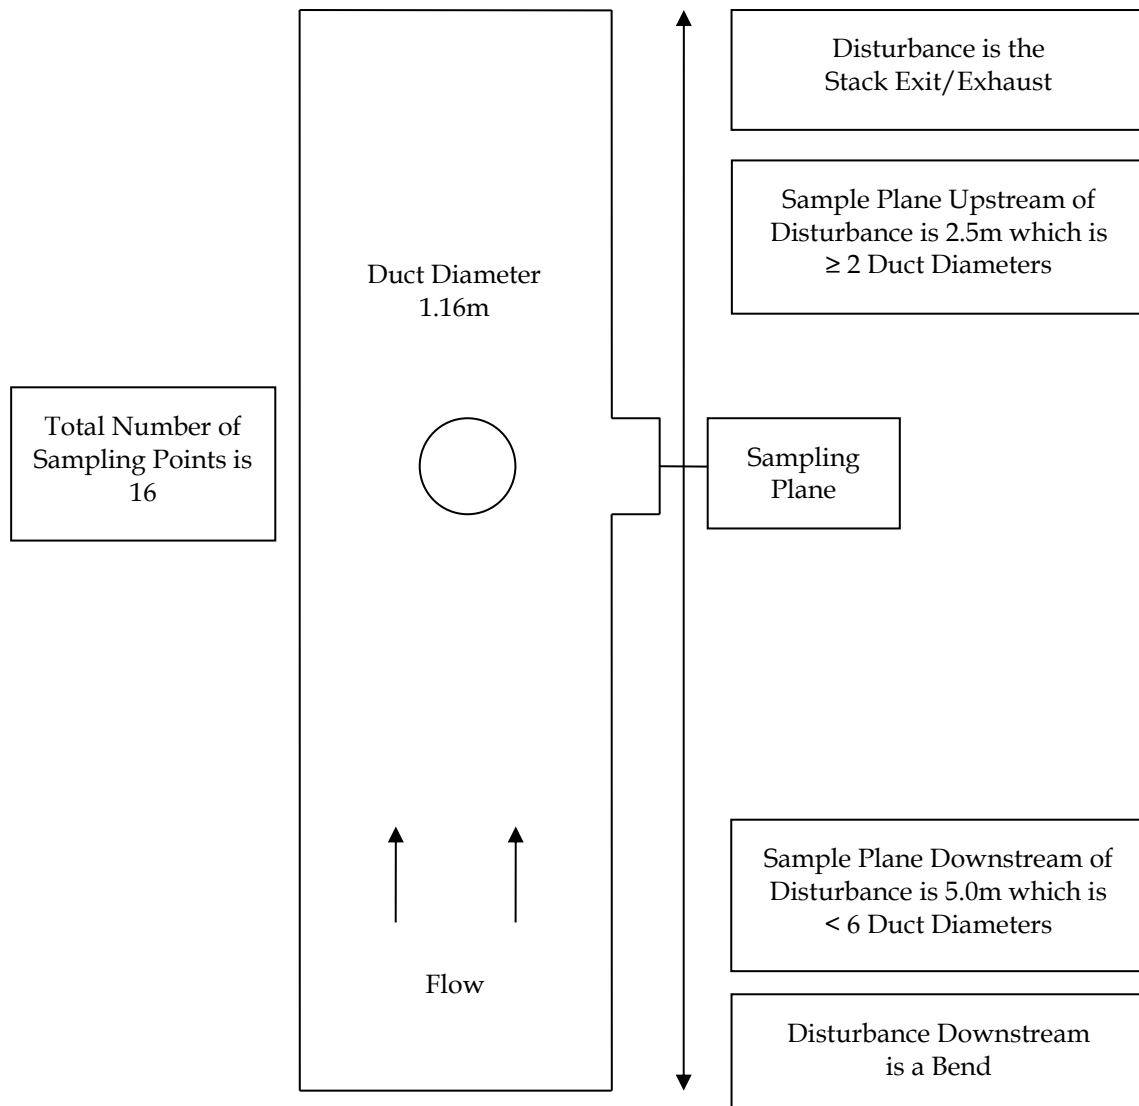 Disturbance is the
Stack Exit/Exhaust
Sample Plane Upstream of
Disturbance is 2.5m which is
≥ 2 Duct Diameters
Duct Diameter
1.16m
Total Number of
Sampling Points is
16
Sampling
Plane
Sample Plane Downstream of
Disturbance is 5.0m which is
< 6 Duct Diameters
Flow
Disturbance Downstream
is a Bend